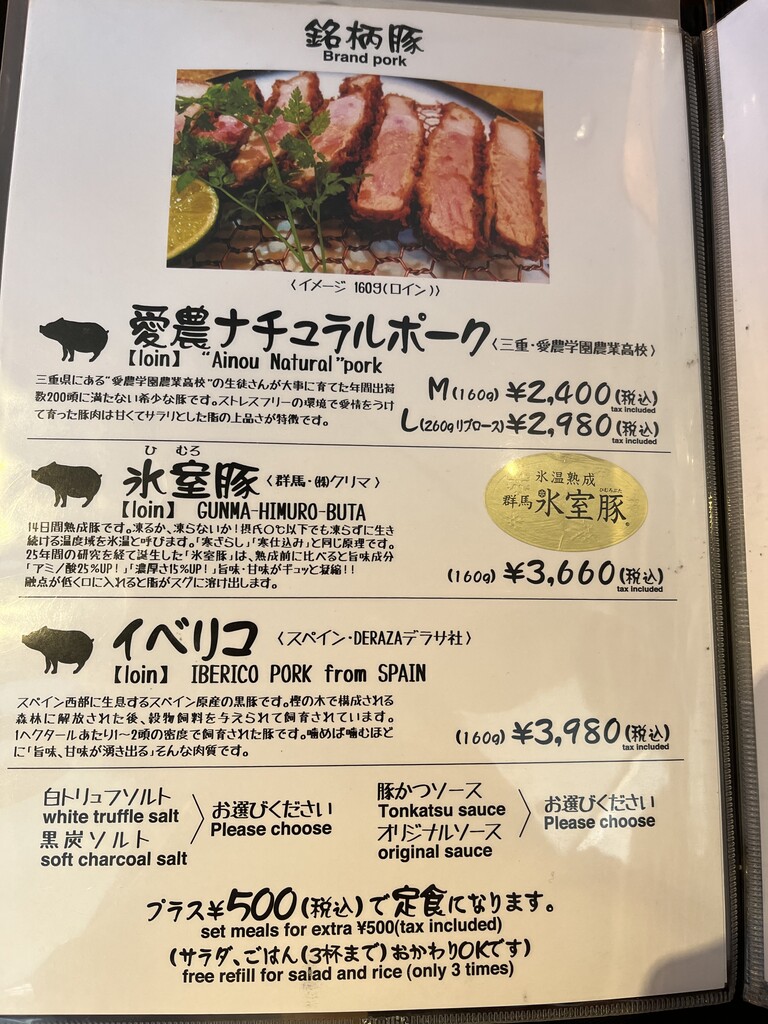 銘柄豚
Brand pork
〈イメージ 160g(ロイン)〉
愛農ナチュラルポーク〈三重・愛農学園農業高校〉
【loin】 "Ainou Natural"pork
三重県にある"愛農学園農業高校"の生徒さんが大事に育てた年間出荷
数200頭に満たない希少な豚です。ストレスフリーの環境で愛情をうけ
て育った豚肉は甘くてサラリとした脂の上品さが特徴です。
M(160g) ¥2,400(税込)
tax included
L(260gリブロース)¥2,980(税込)
tax included
ひ むろ
氷室豚〈群馬・㈱クリマ〉
【loin】 GUNMA-HIMURO-BUTA
14日間熟成豚です。凍るか、凍らないか!摂氏0℃以下でも凍らずに生き
続ける温度域を氷温と呼びます。「寒ざらし」「寒仕込み」と同じ原理です。
25年間の研究を経て誕生した「氷室豚」は、熟成前に比べると旨味成分
「アミノ酸25%UP!」「濃厚さ15%UP!」旨味・甘味がギュッと凝縮!!
融点が低く口に入れると脂がスグに溶け出します。
氷温熟成
ひむろぶた
群馬 氷室豚®
(160g) ¥3,660(税込)
tax included
イベリコ 〈スペイン・DERAZAデラサ社〉
【loin】 IBERICO PORK from SPAIN
スペイン西部に生息するスペイン原産の黒豚です。樫の木で構成される
森林に解放された後、穀物飼料を与えられて飼育されています。
1ヘクタールあたり1〜2頭の密度で飼育された豚です。噛めば噛むほど
に「旨味、甘味が湧き出る」そんな肉質です。
(160g) ¥3,980(税込)
tax included
白トリュフソルト
white truffle salt
黒炭ソルト
soft charcoal salt
お選びください
Please choose
豚かつソース
Tonkatsu sauce
オリジナルソース
original sauce
お選びください
Please choose
プラス¥500(税込)で定食になります。
set meals for extra ¥500(tax included)
(サラダ、ごはん(3杯まで)おかわりOKです)
free refill for salad and rice (only 3 times)